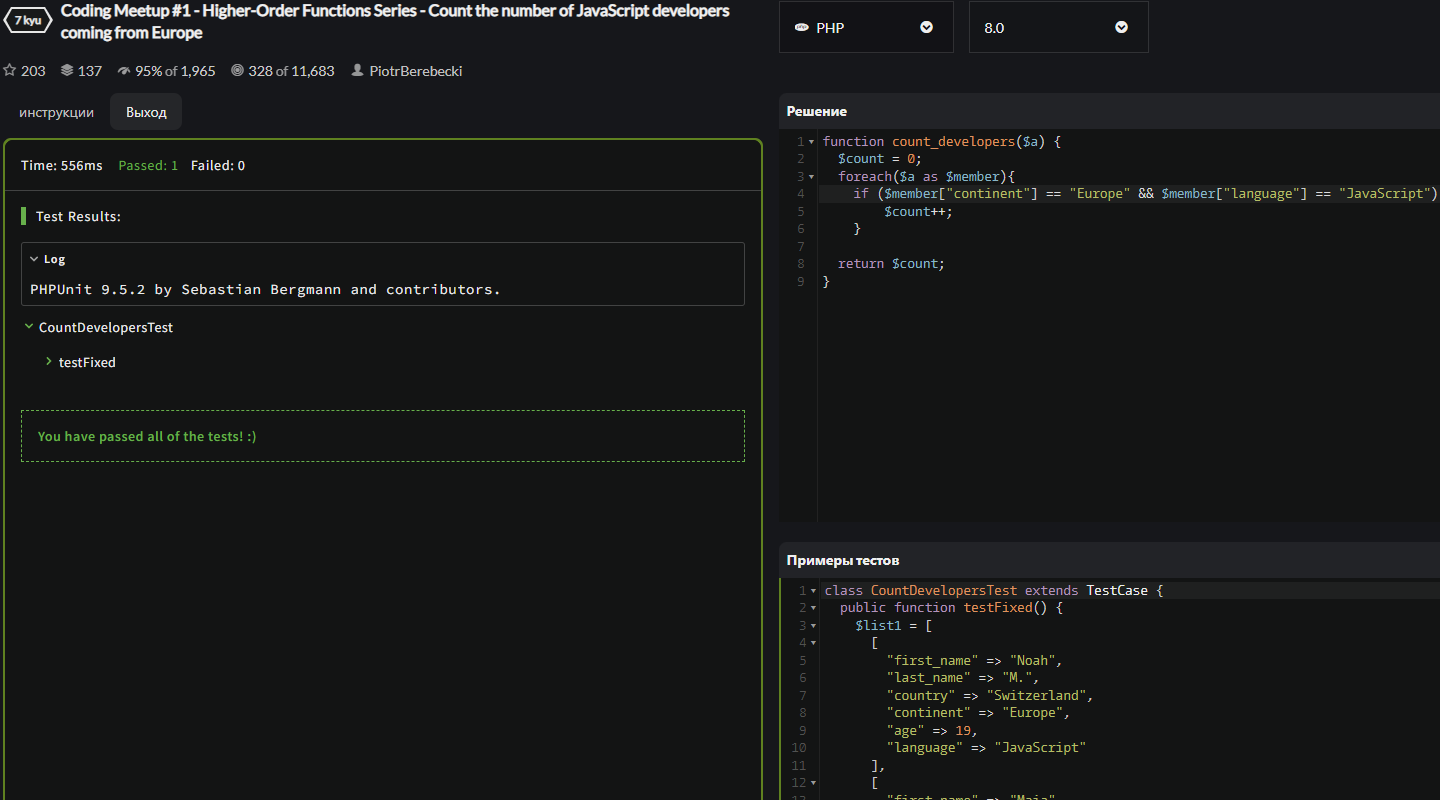 7 kyu
Coding Meetup #1 - Higher-Order Functions Series - Count the number of JavaScript developers
coming from Europe
203 137 95% of 1,965 328 of 11,683 PiotrBerebecki
инструкции Выход
Time: 556ms Passed: 1 Failed: 0
Test Results:
Log
PHPUnit 9.5.2 by Sebastian Bergmann and contributors.
CountDevelopersTest
testFixed
You have passed all of the tests! :)
PHP 8.0
Решение
1 function count_developers($a) {
2 $count = 0;
3 foreach($a as $member){
4 if ($member["continent"] == "Europe" && $member["language"] == "JavaScript")
5 $count++;
6 }
7
8 return $count;
9 }
Примеры тестов
1 class CountDevelopersTest extends TestCase {
2 public function testFixed() {
3 $list1 = [
4 [
5 "first_name" => "Noah",
6 "last_name" => "M.",
7 "country" => "Switzerland",
8 "continent" => "Europe",
9 "age" => 19,
10 "language" => "JavaScript"
11 ],
12 [
13 "first_name" => "Maia"